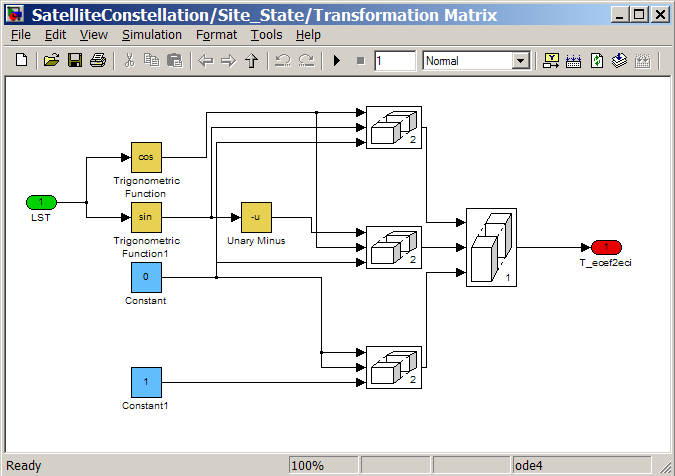 SatelliteConstellation/Site_State/Transformation Matrix
File Edit View Simulation Format Tools Help
1 Normal
cos
Trigonometric
Function
2
1
LST
sin
Trigonometric
Function1
-u
Unary Minus
2
1
1
T_ecef2eci
0
Constant
2
1
Constant1
Ready 100% ode4